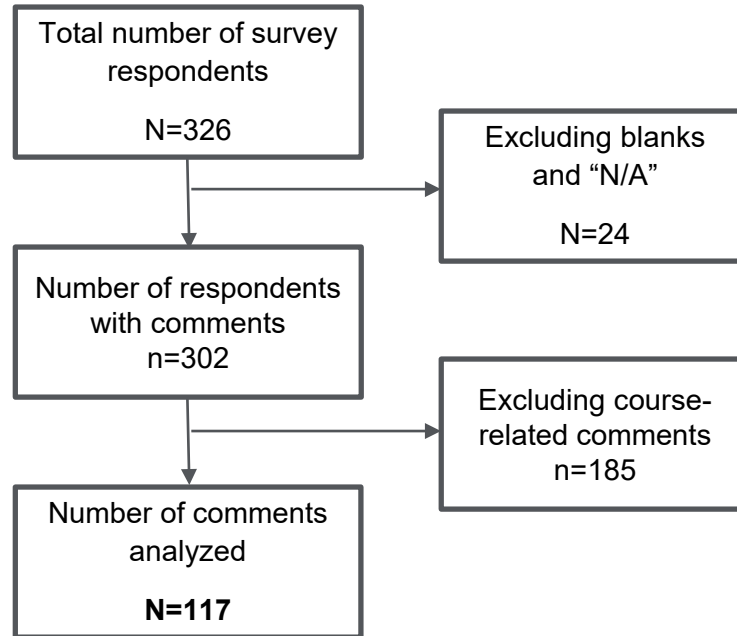 Total number of survey
respondents
N=326
Excluding blanks
and “N/A”
N=24
Number of respondents
with comments
n=302
Excluding course-
related comments
n=185
Number of comments
analyzed
N=117